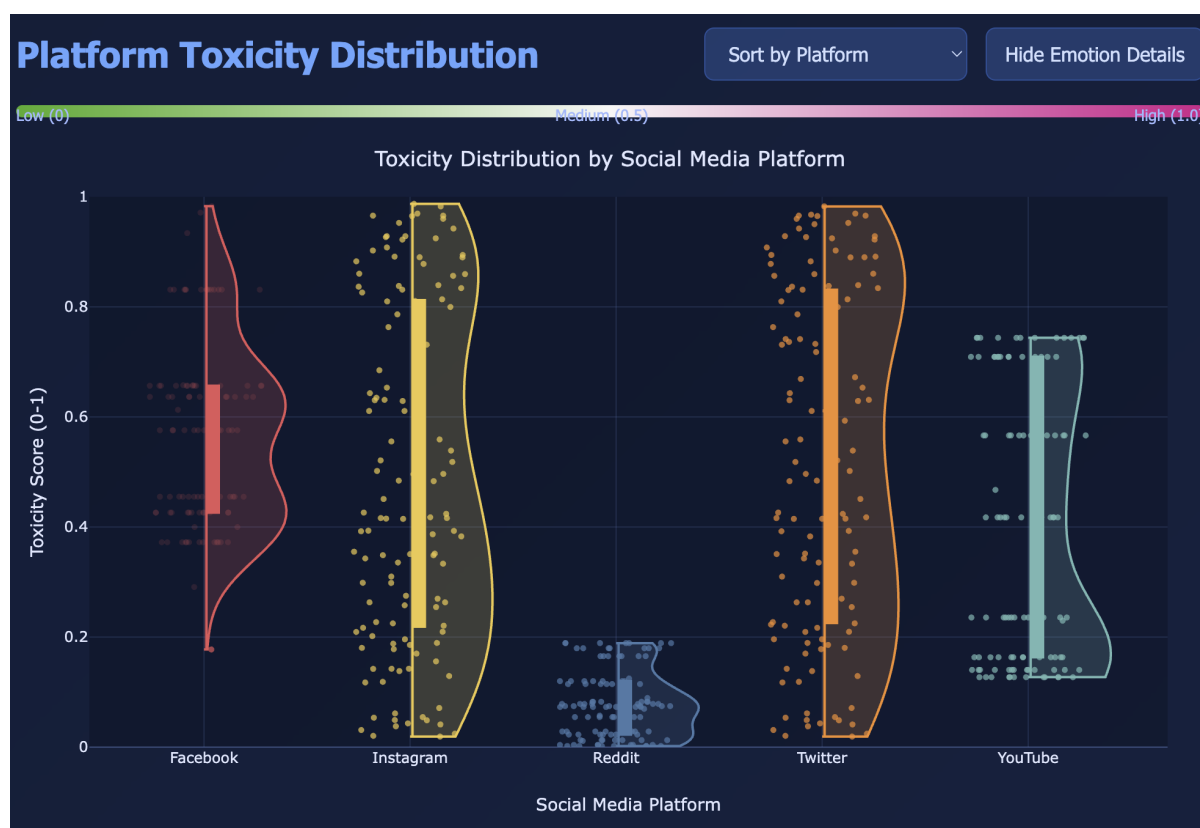 Platform Toxicity Distribution
Sort by Platform
Hide Emotion Details
Low (0)
Medium (0.5)
High (1.0
Toxicity Distribution by Social Media Platform
Toxicity Score (0-1)
1
0.8
0.6
0.4
0.2
0
Facebook
Instagram
Reddit
Twitter
YouTube
Social Media Platform